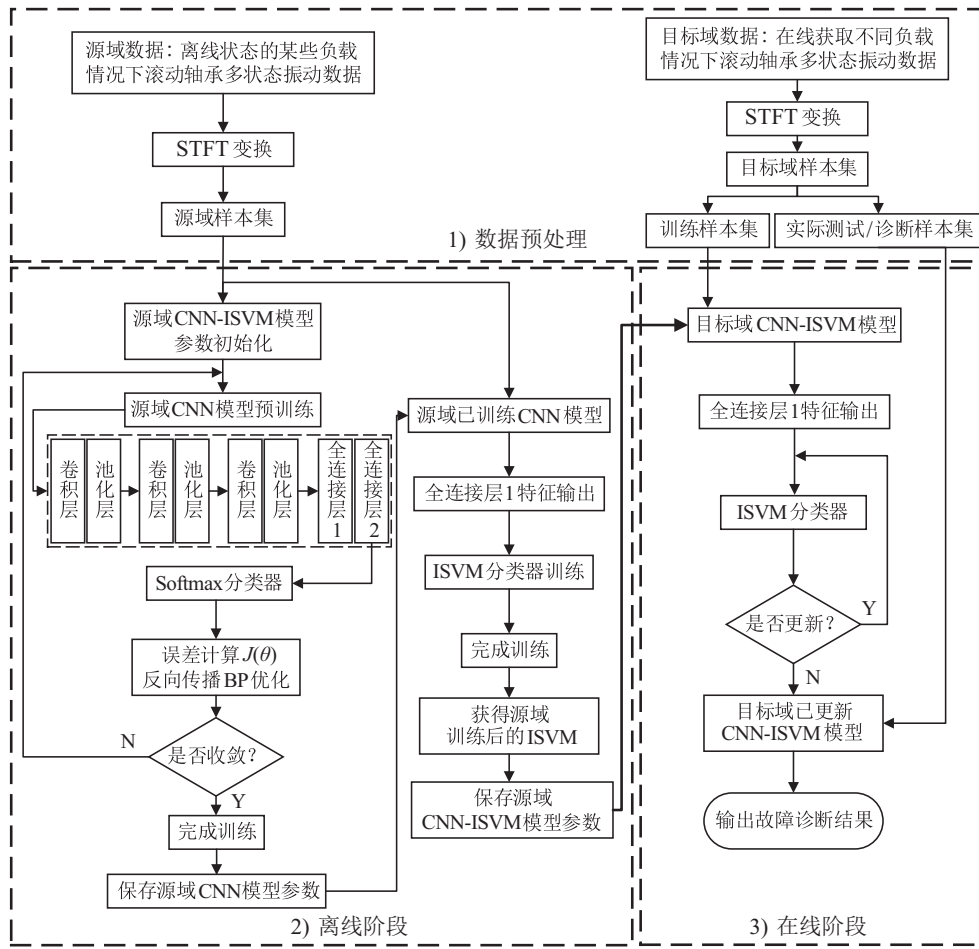 源域数据：离线状态的某些负载
情况下滚动轴承多状态振动数据
STFT 变换
源域样本集
目标域数据：在线获取不同负载
情况下滚动轴承多状态振动数据
STFT 变换
目标域样本集
训练样本集
实际测试/诊断样本集
1) 数据预处理
源域CNN-ISVM模型
参数初始化
源域CNN模型预训练
卷积层
池化层
卷积层
池化层
卷积层
池化层
全连接层1
全连接层2
Softmax分类器
误差计算J(θ)
反向传播BP优化
是否收敛？
N
Y
完成训练
保存源域CNN模型参数
源域已训练CNN模型
全连接层1特征输出
ISVM分类器训练
完成训练
获得源域
训练后的ISVM
保存源域
CNN-ISVM模型参数
2) 离线阶段
目标域CNN-ISVM模型
全连接层1特征输出
ISVM分类器
是否更新？
Y
N
目标域已更新
CNN-ISVM模型
输出故障诊断结果
3) 在线阶段